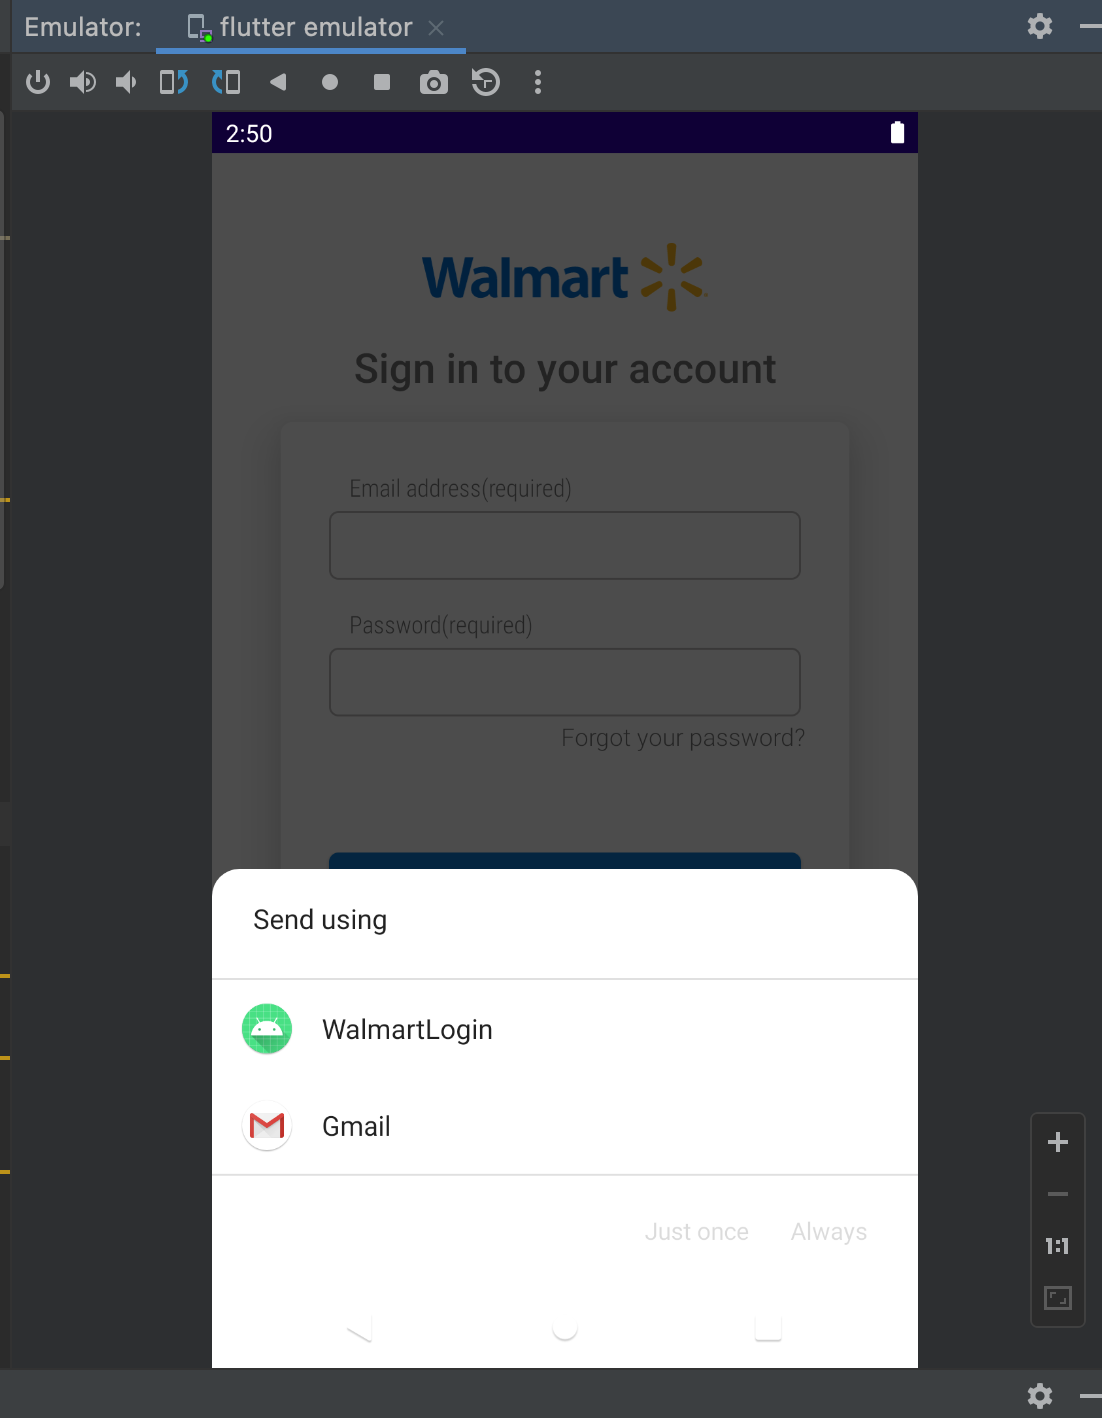 Emulator: flutter emulator
2:50
Walmart
Sign in to your account
Email address(required)
Password(required)
Forgot your password?
Send using
WalmartLogin
Gmail
Just once Always
1:1